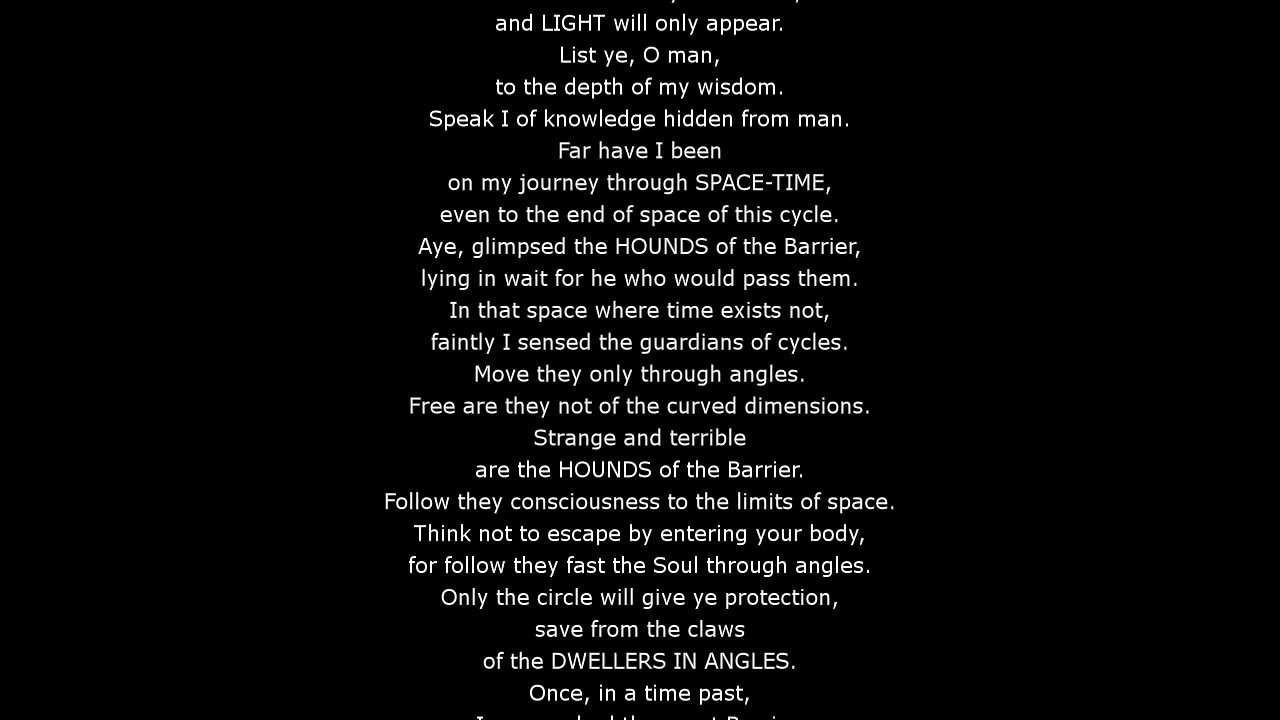 and LIGHT will only appear.
List ye, O man,
to the depth of my wisdom.
Speak I of knowledge hidden from man.
Far have I been
on my journey through SPACE-TIME,
even to the end of space of this cycle.
Aye, glimpsed the HOUNDS of the Barrier,
lying in wait for he who would pass them.
In that space where time exists not,
faintly I sensed the guardians of cycles.
Move they only through angles.
Free are they not of the curved dimensions.
Strange and terrible
are the HOUNDS of the Barrier.
Follow they consciousness to the limits of space.
Think not to escape by entering your body,
for follow they fast the Soul through angles.
Only the circle will give ye protection,
save from the claws
of the DWELLERS IN ANGLES.
Once, in a time past,